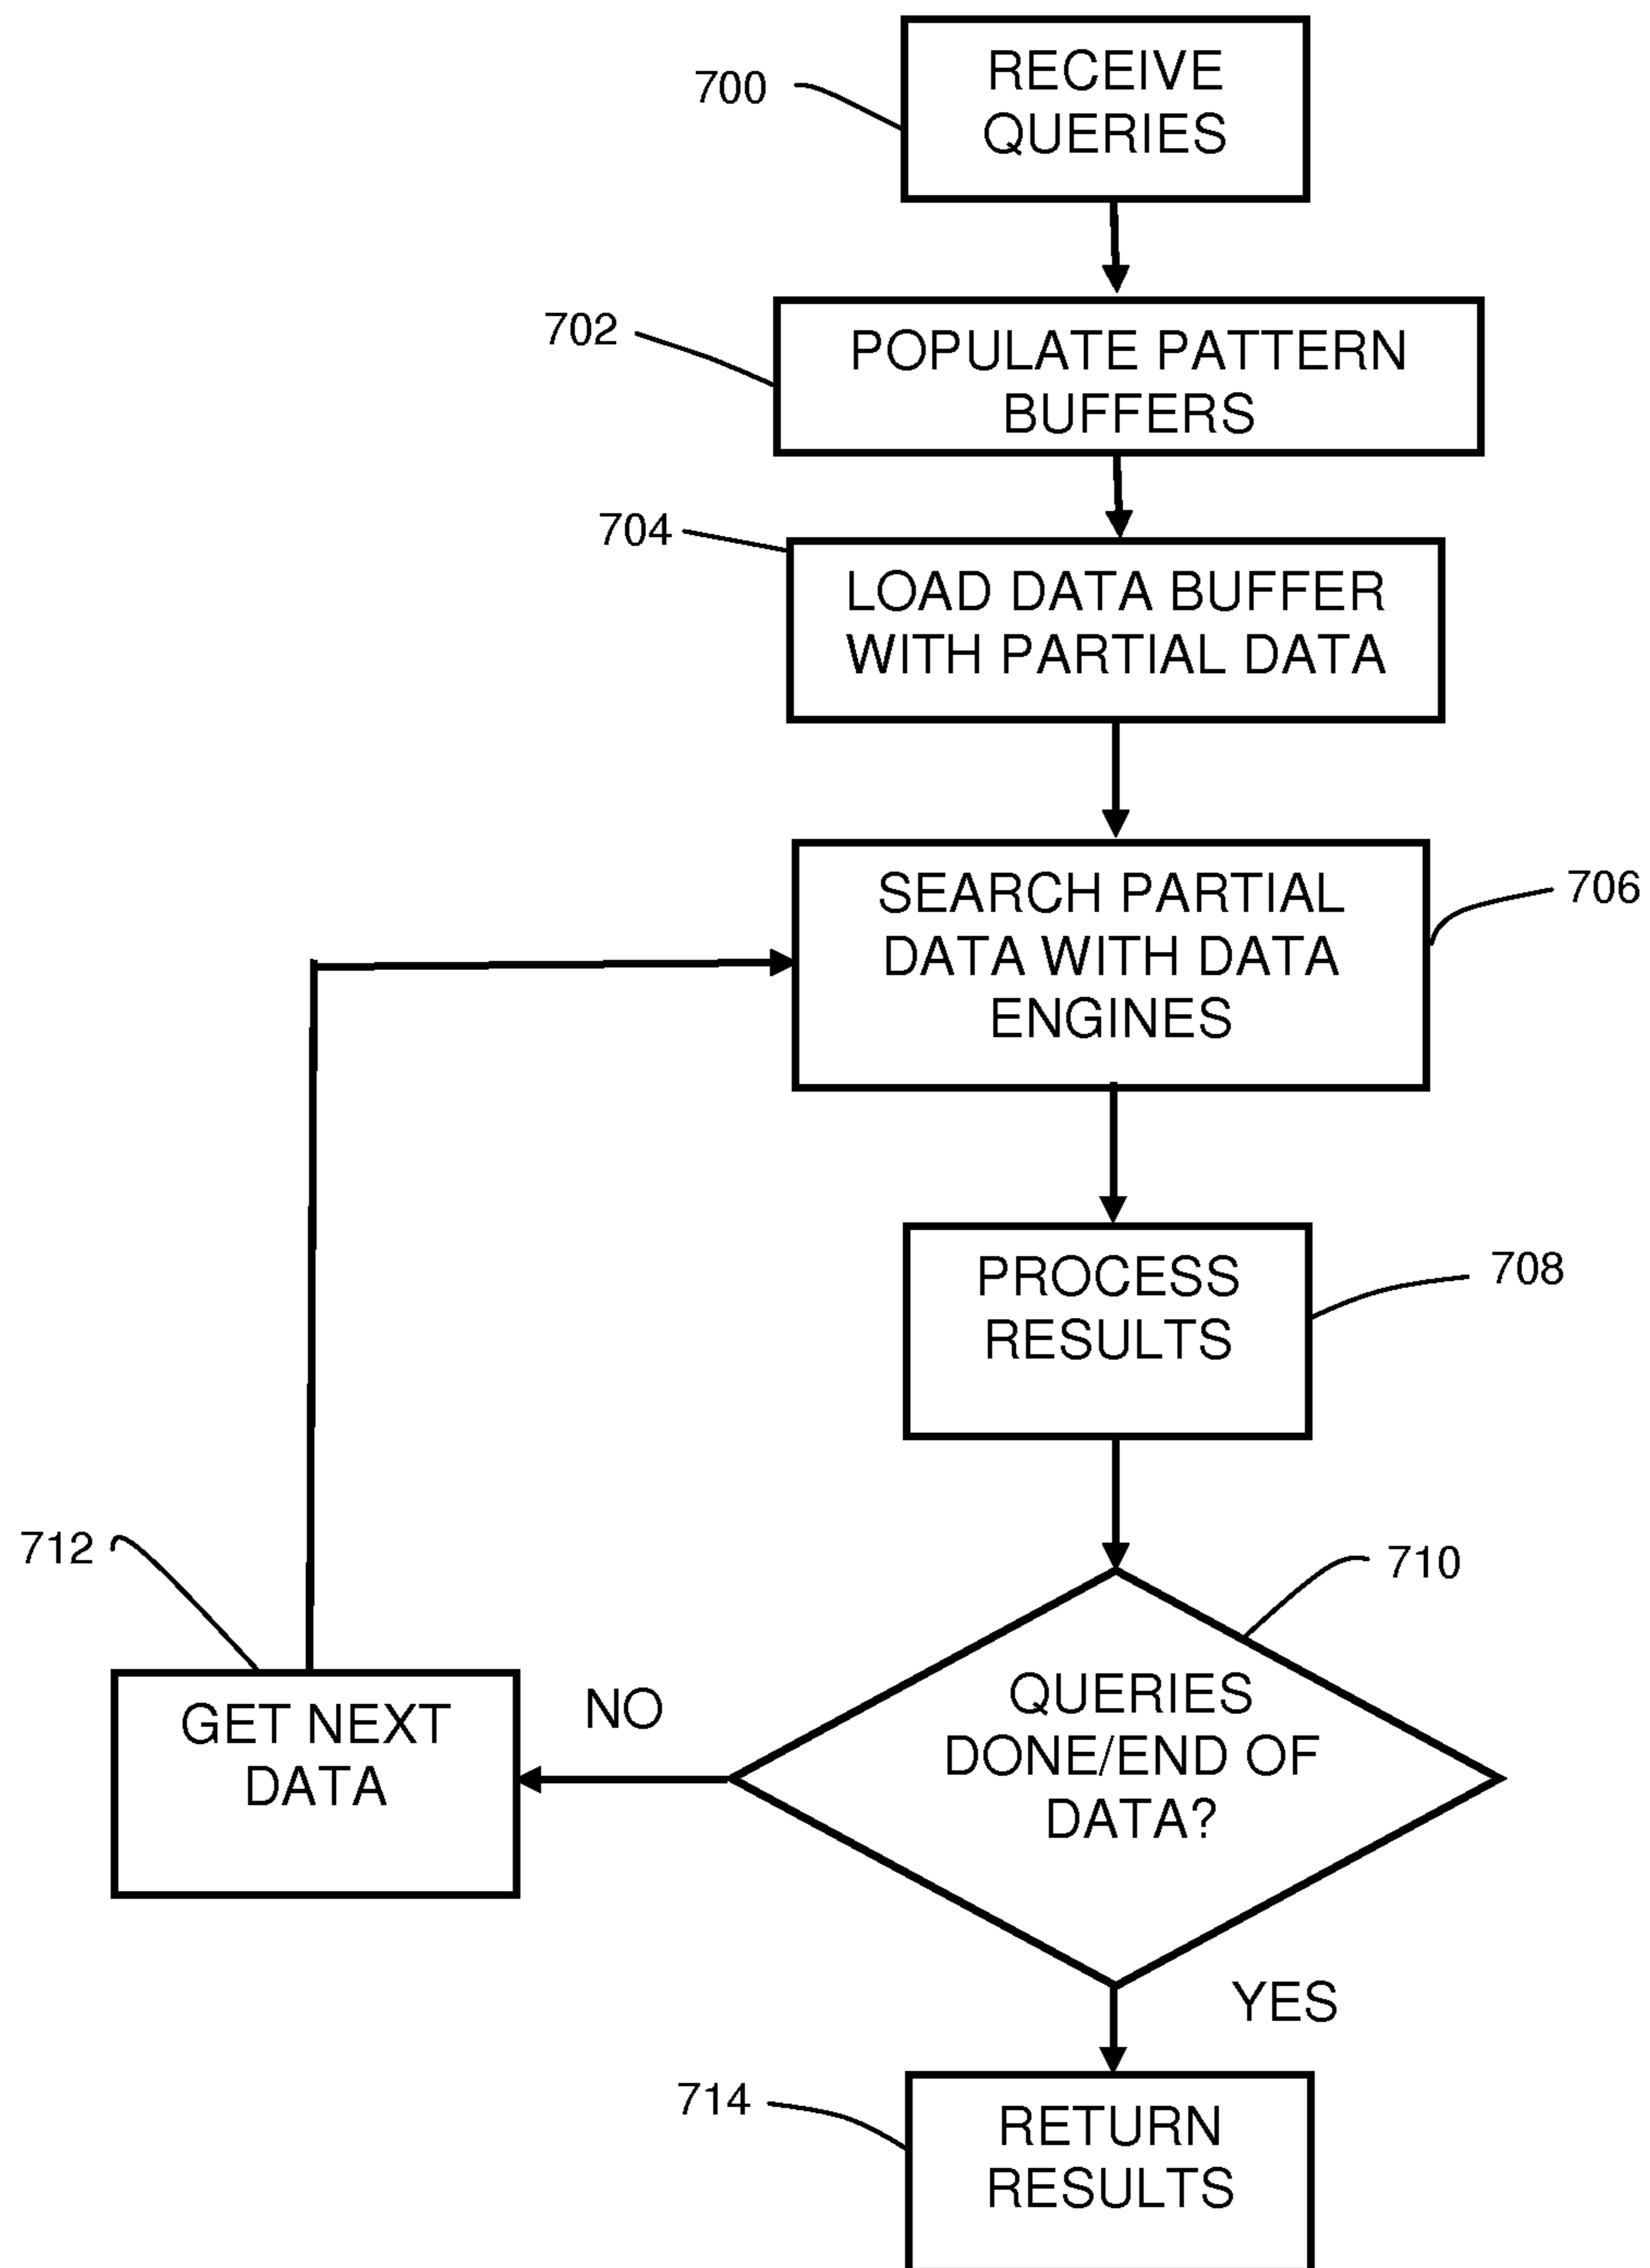 700
RECEIVE
QUERIES
702
POPULATE PATTERN
BUFFERS
704
LOAD DATA BUFFER
WITH PARTIAL DATA
SEARCH PARTIAL
DATA WITH DATA
ENGINES
706
PROCESS
RESULTS
708
710
QUERIES
DONE/END OF
DATA?
NO
712
GET NEXT
DATA
YES
714
RETURN
RESULTS